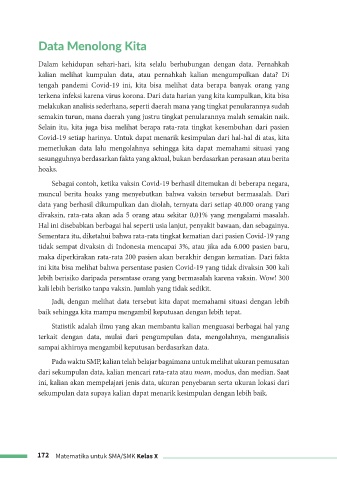 Data Menolong Kita
Dalam kehidupan sehari-hari, kita selalu berhubungan dengan data. Pernahkah
kalian melihat kumpulan data, atau pernahkah kalian mengumpulkan data? Di
tengah pandemi Covid-19 ini, kita bisa melihat data berapa banyak orang yang
terkena infeksi karena virus korona. Dari data harian yang kita kumpulkan, kita bisa
melakukan analisis sederhana, seperti daerah mana yang tingkat penularannya sudah
semakin turun, mana daerah yang justru tingkat penularannya malah semakin naik.
Selain itu, kita juga bisa melihat berapa rata-rata tingkat kesembuhan dari pasien
Covid-19 setiap harinya. Untuk dapat menarik kesimpulan dari hal-hal di atas, kita
memerlukan data lalu mengolahnya sehingga kita dapat memahami situasi yang
sesungguhnya berdasarkan fakta yang aktual, bukan berdasarkan perasaan atau berita
hoaks.
Sebagai contoh, ketika vaksin Covid-19 berhasil ditemukan di beberapa negara,
muncul berita hoaks yang menyebutkan bahwa vaksin tersebut bermasalah. Dari
data yang berhasil dikumpulkan dan diolah, ternyata dari setiap 40.000 orang yang
divaksin, rata-rata akan ada 5 orang atau sekitar 0,01% yang mengalami masalah.
Hal ini disebabkan berbagai hal seperti usia lanjut, penyakit bawaan, dan sebagainya.
Sementara itu, diketahui bahwa rata-rata tingkat kematian dari pasien Covid-19 yang
tidak sempat divaksin di Indonesia mencapai 3%, atau jika ada 6.000 pasien baru,
maka diperkirakan rata-rata 200 pasien akan berakhir dengan kematian. Dari fakta
ini kita bisa melihat bahwa persentase pasien Covid-19 yang tidak divaksin 300 kali
lebih berisiko daripada persentase orang yang bermasalah karena vaksin. Wow! 300
kali lebih berisiko tanpa vaksin. Jumlah yang tidak sedikit.
Jadi, dengan melihat data tersebut kita dapat memahami situasi dengan lebih
baik sehingga kita mampu mengambil keputusan dengan lebih tepat.
Statistik adalah ilmu yang akan membantu kalian menguasai berbagai hal yang
terkait dengan data, mulai dari pengumpulan data, mengolahnya, menganalisis
sampai akhirnya mengambil keputusan berdasarkan data.
Pada waktu SMP, kalian telah belajar bagaimana untuk melihat ukuran pemusatan
dari sekumpulan data, kalian mencari rata-rata atau mean, modus, dan median. Saat
ini, kalian akan mempelajari jenis data, ukuran penyebaran serta ukuran lokasi dari
sekumpulan data supaya kalian dapat menarik kesimpulan dengan lebih baik.
172 Matematika untuk SMA/SMK Kelas X